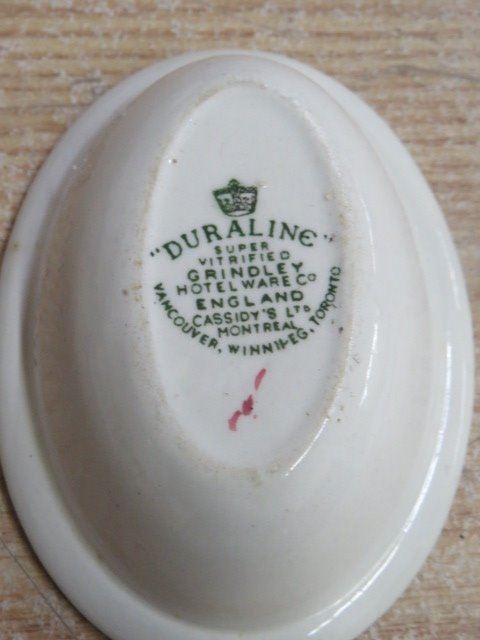 "DURALINE"
SUPER
VITRIFIED
GRINDLEY
HOTEL WARE Co
ENGLAND
CASSIDY'S LTD
MONTREAL
VANCOUVER, WINNIPEG, TORONTO